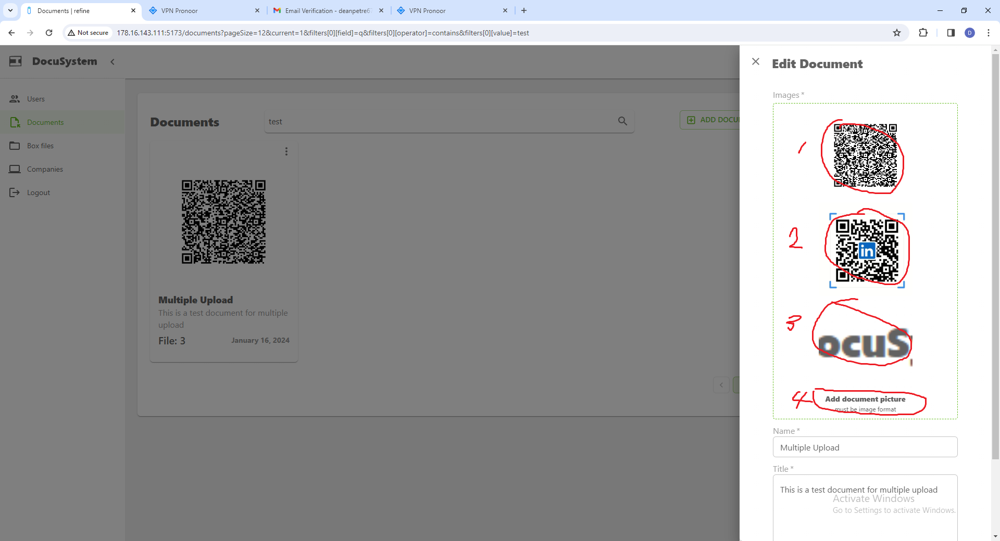 Documents | refine
VPN Pronoor
Email Verification - deanpetre6
VPN Pronoor
Not secure
178.16.143.111:5173/documents?pageSize=12&current=1&filters[0][field]=q&filters[0][operator]=contains&filters[0][value]=test
D
DocuSystem
Users
Documents
Box files
Companies
Logout
Documents
test
ADD DOCU
Multiple Upload
This is a test document for multiple
upload
File: 3
January 16, 2024
Edit Document
Images *
1
2
in
3
ocuS
4
Add document picture
must be image format
Name *
Multiple Upload
Title *
This is a test document for multiple upload
Activate Windows
Go to Settings to activate Windows.